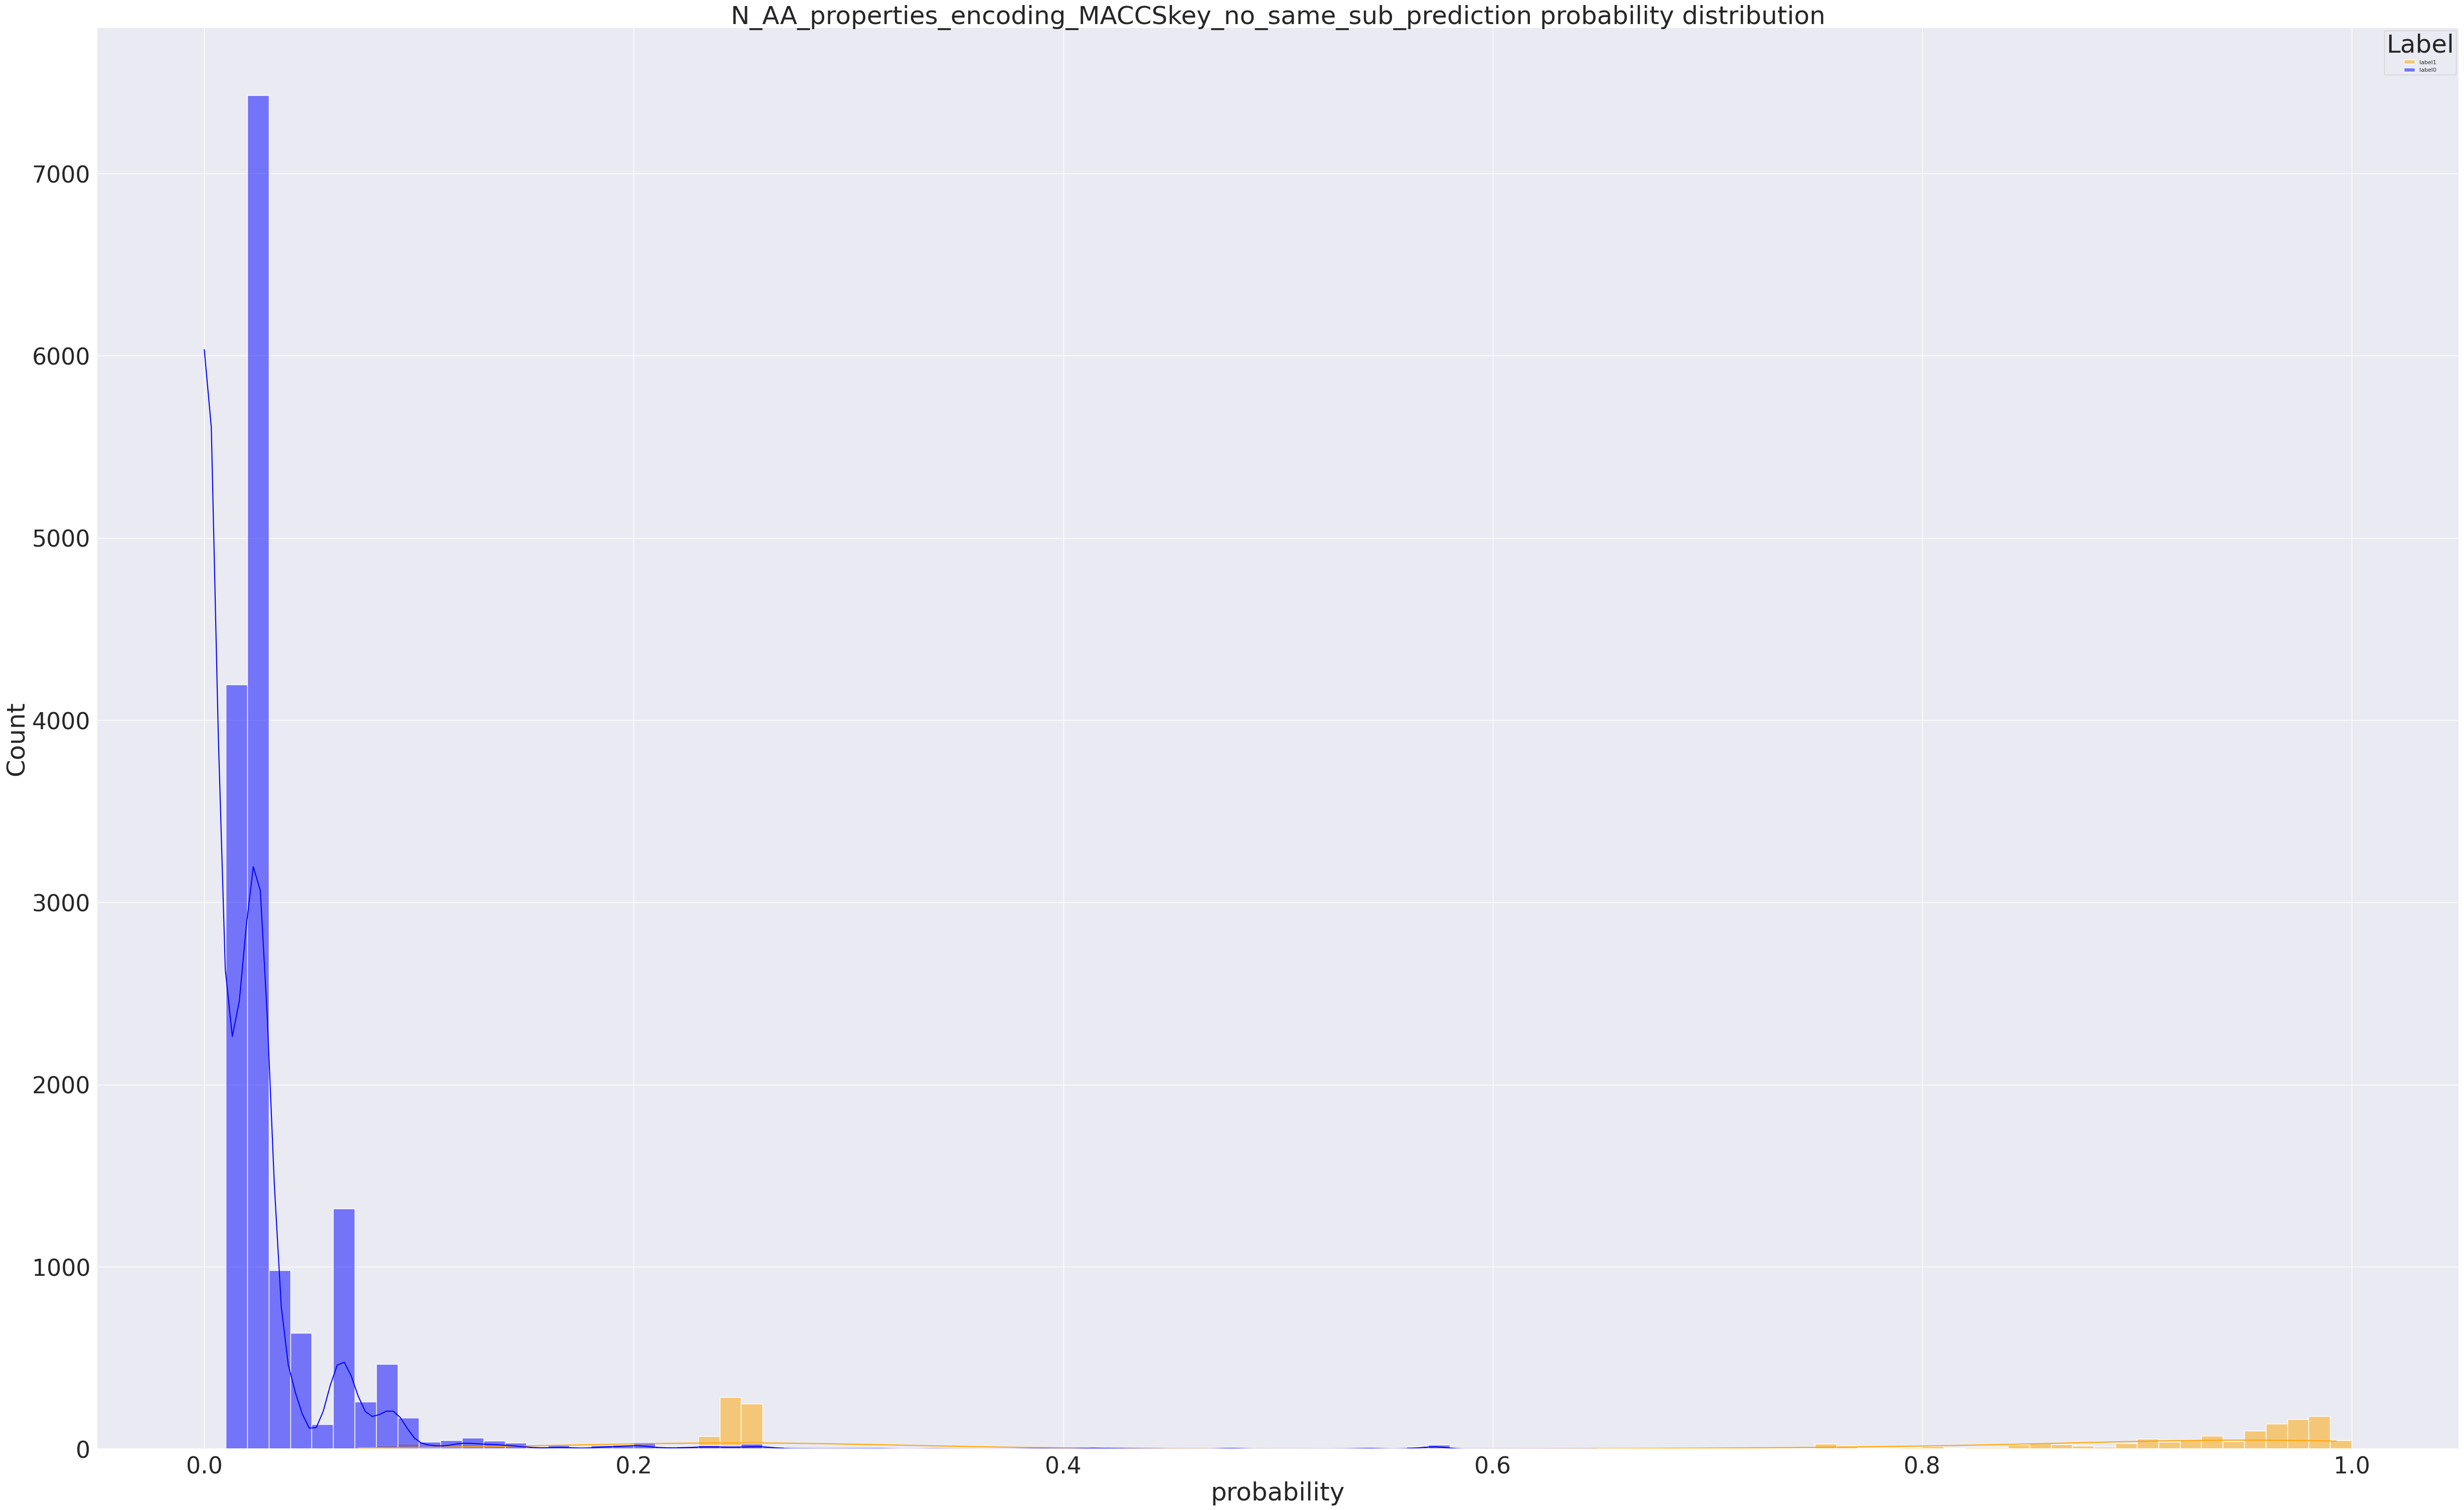 N_AA_properties_encoding_MACCSkey_no_same_sub_prediction probability distribution
Label
label1
label0
7000
6000
5000
4000
3000
2000
1000
0
Count
0.0 0.2 0.4 0.6 0.8 1.0
probability